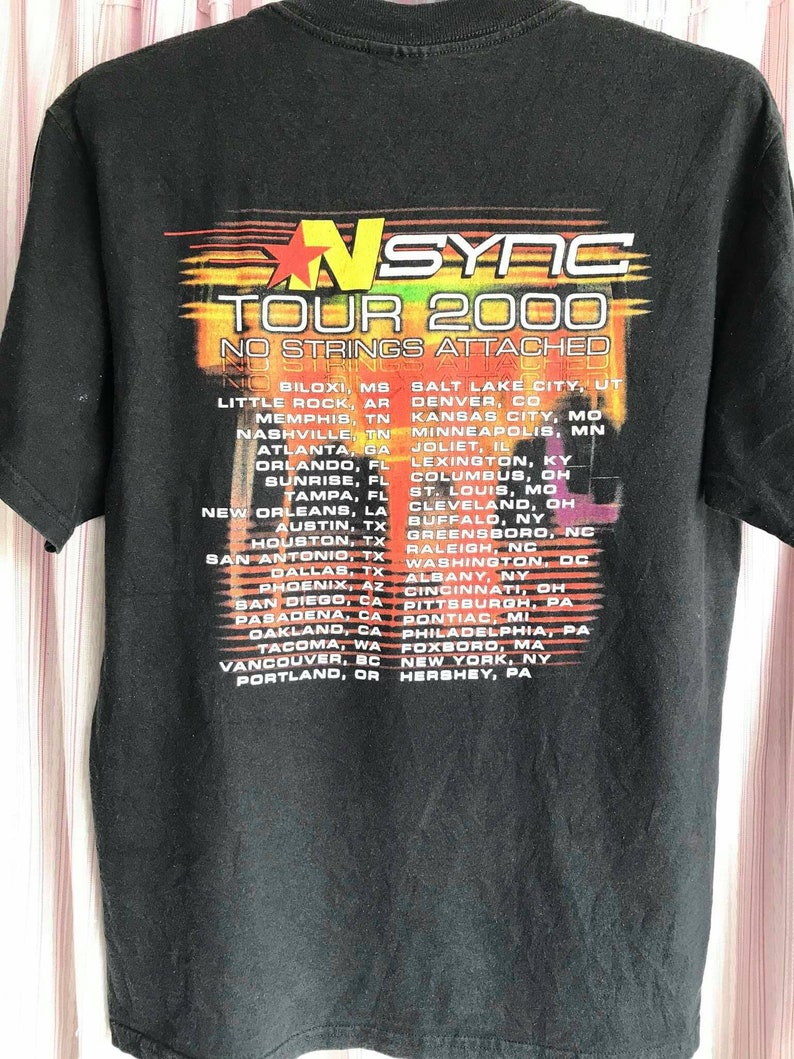 NSYNC
TOUR 2000
NO STRINGS ATTACHED
NO STRINGS ATTACHED
BILOXI, MS
LITTLE ROCK, AR
MEMPHIS, TN
NASHVILLE, TN
ATLANTA, GA
ORLANDO, FL
SUNRISE, FL
TAMPA, FL
NEW ORLEANS, LA
AUSTIN, TX
HOUSTON, TX
SAN ANTONIO, TX
DALLAS, TX
PHOENIX, AZ
SAN DIEGO, CA
PASADENA, CA
OAKLAND, CA
TACOMA, WA
VANCOUVER, BC
PORTLAND, OR
SALT LAKE CITY, UT
DENVER, CO
KANSAS CITY, MO
MINNEAPOLIS, MN
JOLIET, IL
LEXINGTON, KY
COLUMBUS, OH
ST. LOUIS, MO
CLEVELAND, OH
BUFFALO, NY
GREENSBORO, NC
RALEIGH, NC
WASHINGTON, DC
ALBANY, NY
CINCINNATI, OH
PITTSBURGH, PA
PONTIAC, MI
PHILADELPHIA, PA
FOXBORO, MA
NEW YORK, NY
HERSHEY, PA